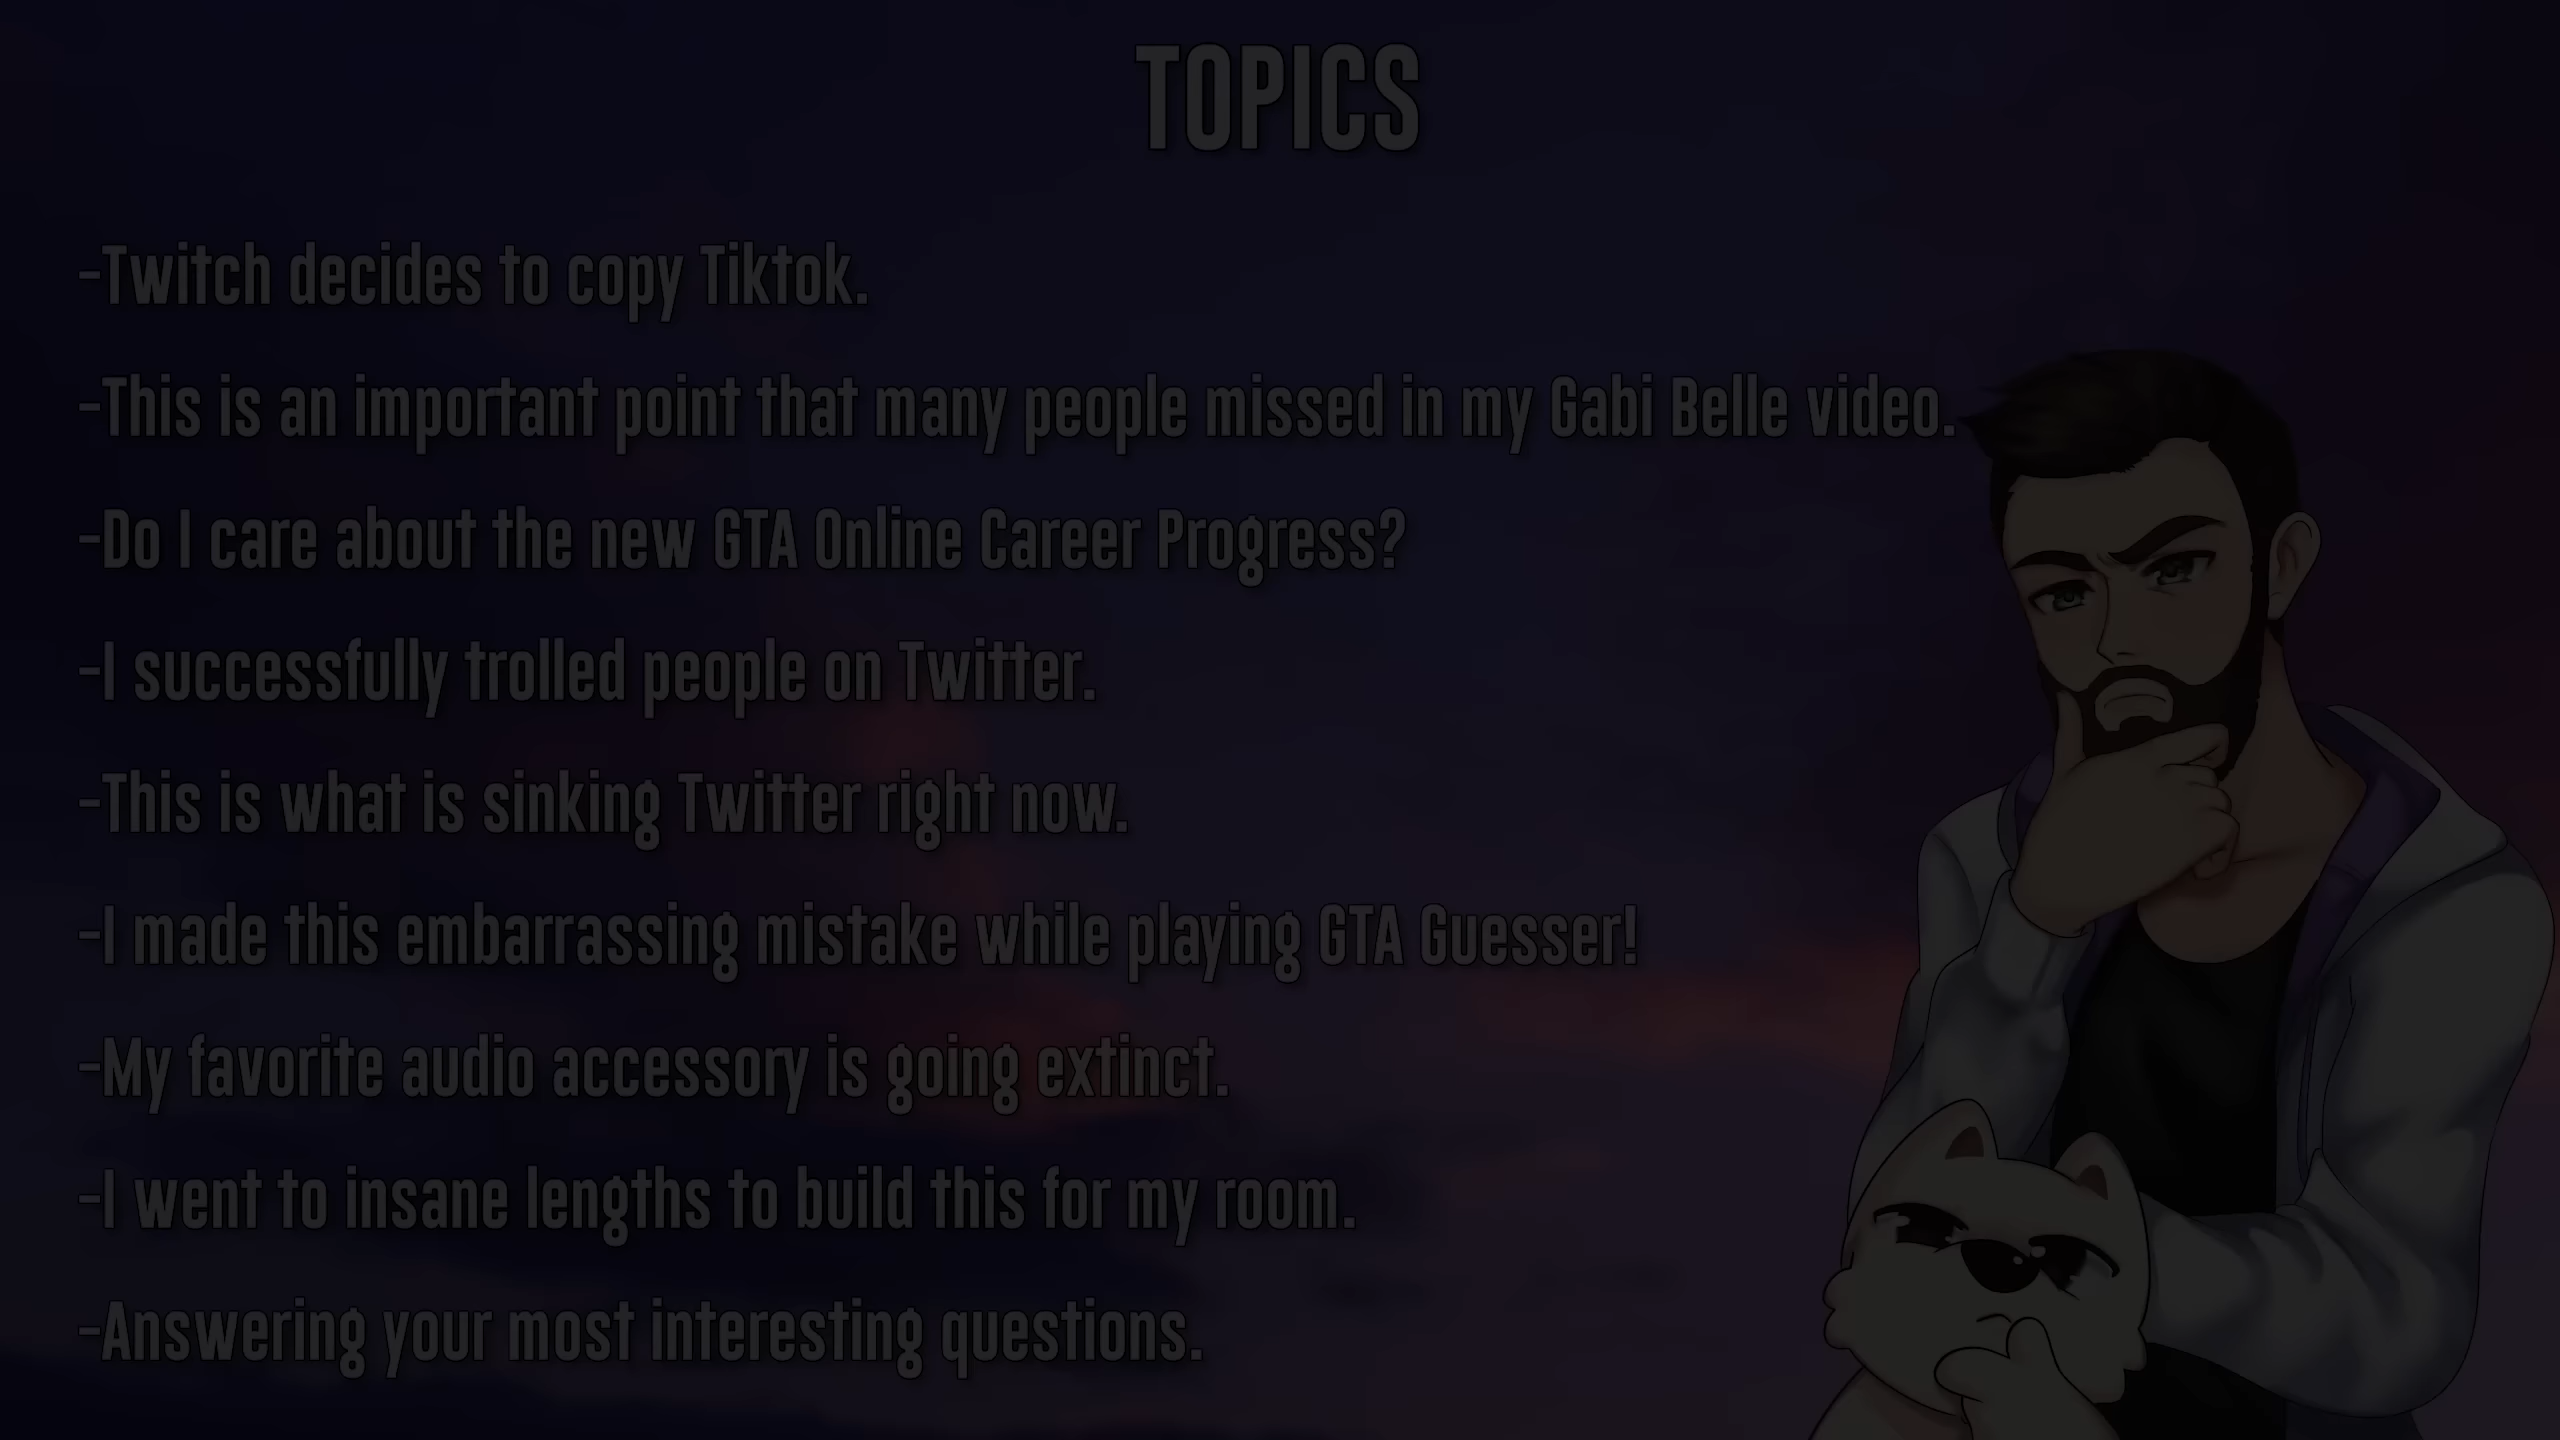 TOPICS
-Twitch decides to copy Tiktok.
-This is an important point that many people missed in my Gabi Belle video.
-Do I care about the new GTA Online Career Progress?
-I successfully trolled people on Twitter.
-This is what is sinking Twitter right now.
-I made this embarrassing mistake while playing GTA Guesser!
-My favorite audio accessory is going extinct.
-I went to insane lengths to build this for my room.
-Answering your most interesting questions.